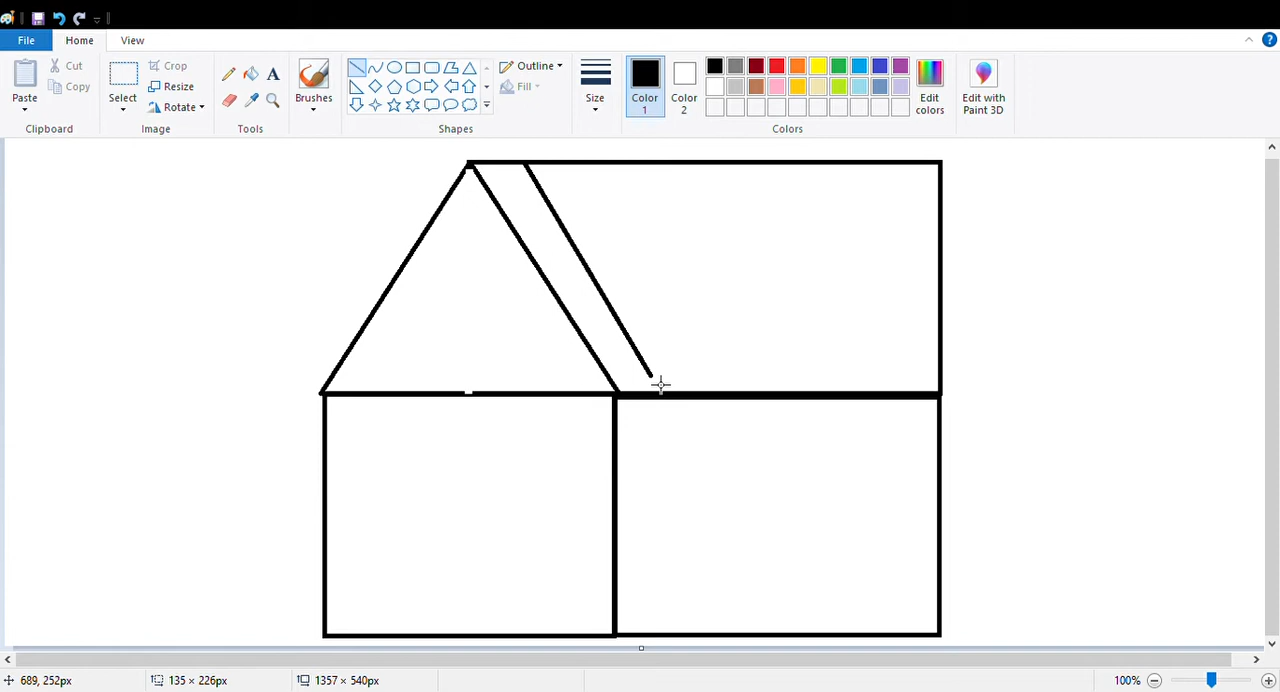 File Home View
Cut
Copy
Paste
Clipboard
Select
Crop
Resize
Rotate
Image
A
Tools
Brushes
Outline
Fill
Shapes
Size
Color
1
Color
2
Edit
colors
Colors
Edit with
Paint 3D
?
689, 252px 135 × 226px 1357 × 540px 100%